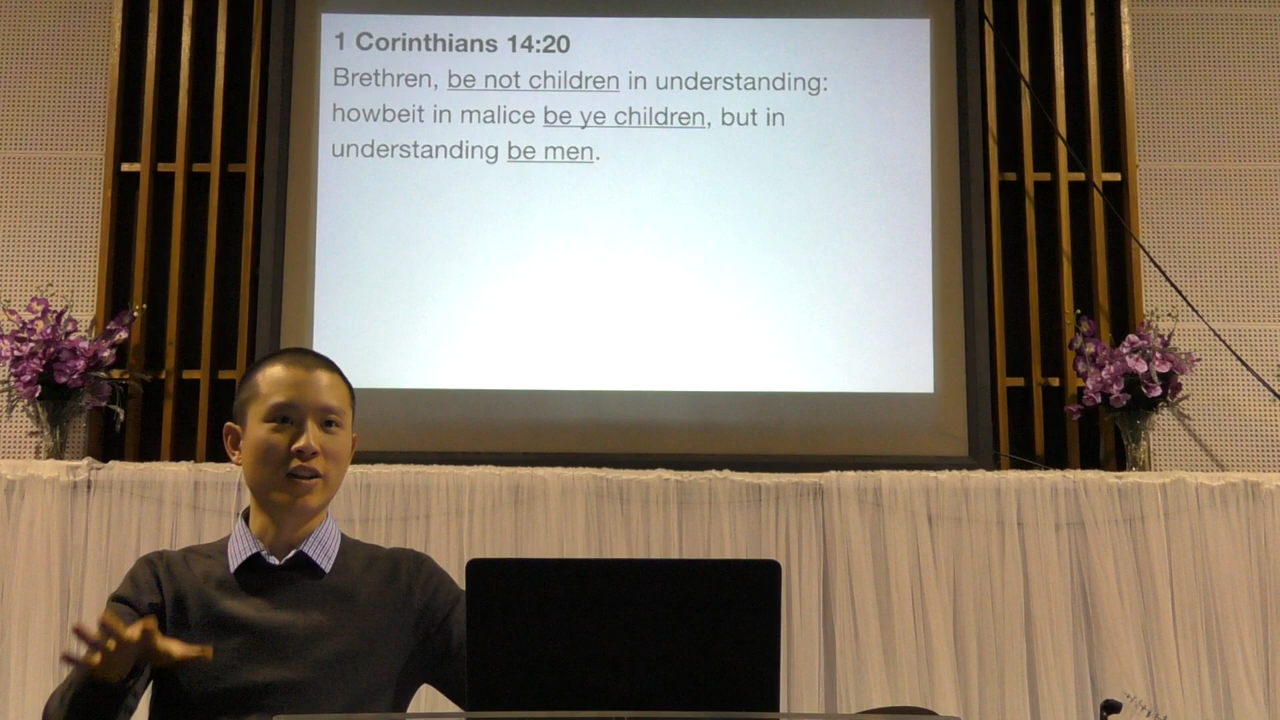 1 Corinthians 14:20
Brethren, be not children in understanding:
howbeit in malice be ye children, but in
understanding be men.